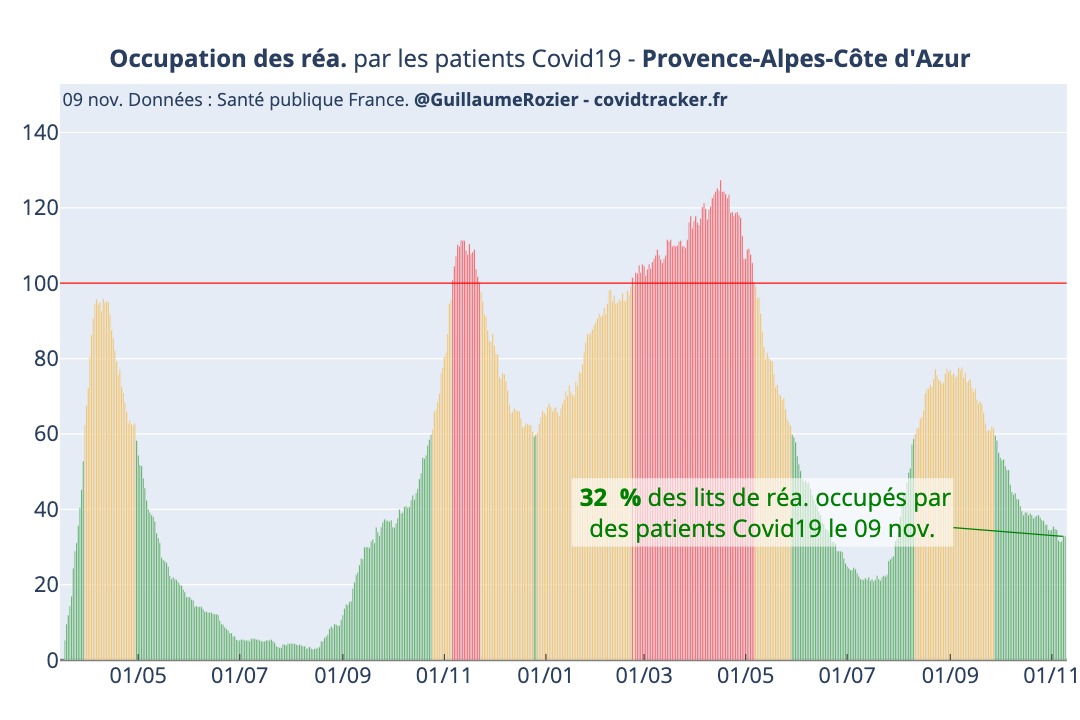 Occupation des réa. par les patients Covid19 - Provence-Alpes-Côte d'Azur
09 nov. Données : Santé publique France. @GuillaumeRozier - covidtracker.fr
140
120
100
80
60
40
20
0
32 % des lits de réa. occupés par
des patients Covid19 le 09 nov.
01/05 01/07 01/09 01/11 01/01 01/03 01/05 01/07 01/09 01/11